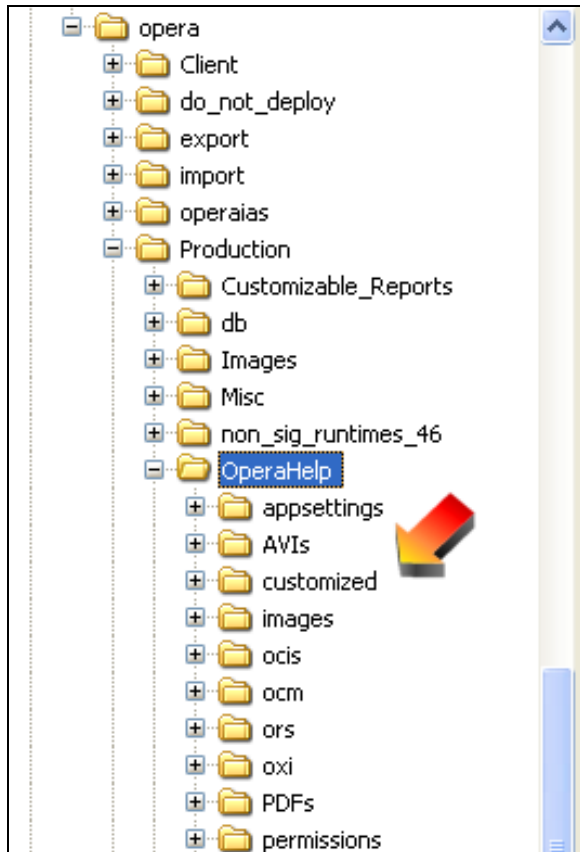 opera
Client
do_not_deploy
export
import
operaias
Production
Customizable_Reports
db
Images
Misc
non_sig_runtimes_46
OperaHelp
appsettings
AVIs
customized
images
ocis
ocm
ors
oxi
PDFs
permissions